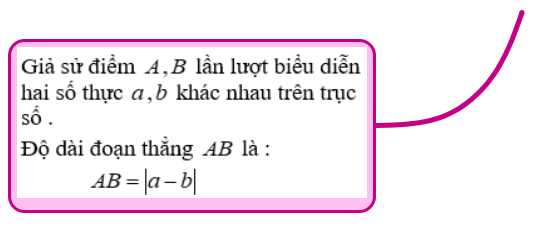 Giả sử điểm A,B lần lượt biểu diễn
hai số thực a,b khác nhau trên trục
số .
Độ dài đoạn thẳng AB là :
AB = |a − b|